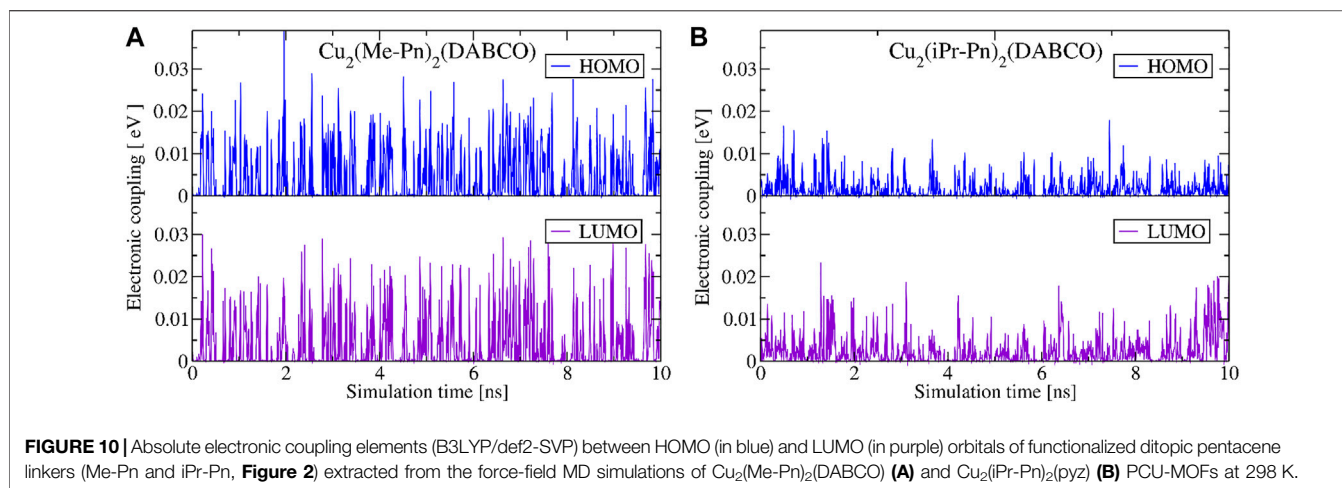 A
Cu2(Me-Pn)2(DABCO)
HOMO
0.03
0.02
0.01
0
LUMO
0.03
0.02
0.01
0
Electronic coupling [ eV]
0 2 4 6 8 10
Simulation time [ns]
B
Cu2(iPr-Pn)2(DABCO)
HOMO
0.03
0.02
0.01
0
LUMO
0.03
0.02
0.01
0
Electronic coupling [ eV]
0 2 4 6 8 10
Simulation time [ns]
FIGURE 10 | Absolute electronic coupling elements (B3LYP/def2-SVP) between HOMO (in blue) and LUMO (in purple) orbitals of functionalized ditopic pentacene
linkers (Me-Pn and iPr-Pn, Figure 2) extracted from the force-field MD simulations of Cu2(Me-Pn)2(DABCO) (A) and Cu2(iPr-Pn)2(pyz) (B) PCU-MOFs at 298 K.